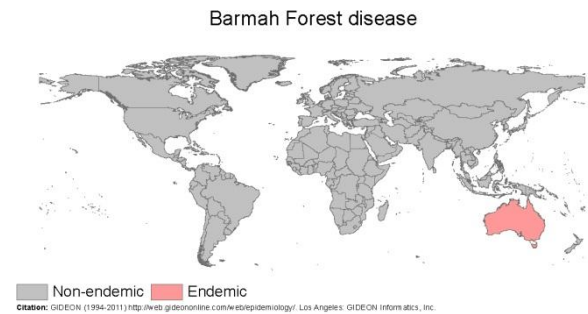 Barmah Forest disease
Non-endemic Endemic
Citation: GIDEON (1994-2011) http://web.gideononline.com/web/epidemiology/. Los Angeles: GIDEON Informatics, Inc.